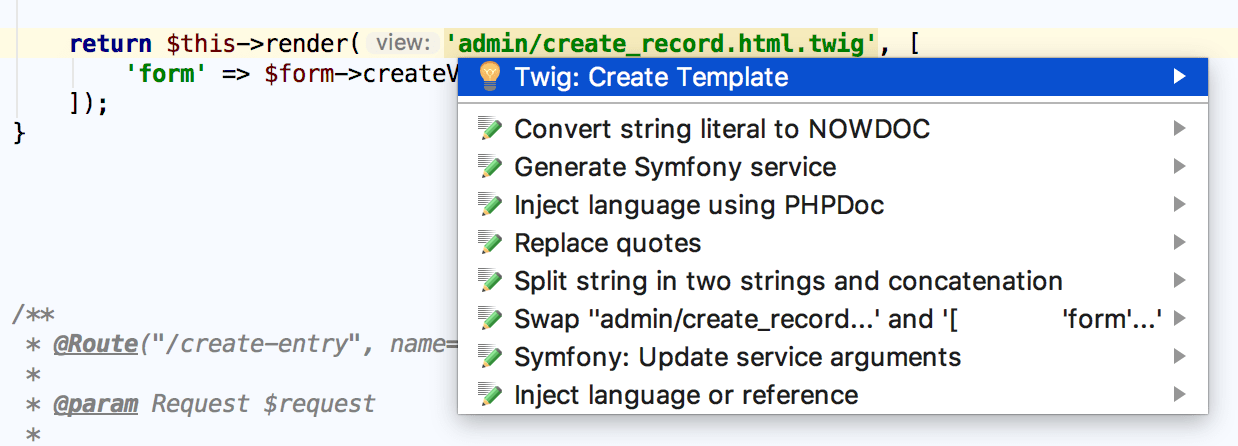 return $this->render( view: 'admin/create_record.html.twig', [
'form' => $form->createV
]);
}
Twig: Create Template
Convert string literal to NOWDOC
Generate Symfony service
Inject language using PHPDoc
Replace quotes
Split string in two strings and concatenation
Swap ''admin/create_record...' and '[ 'form'...'
Symfony: Update service arguments
Inject language or reference
/**
* @Route("/create-entry", name=
*
* @param Request $request
*